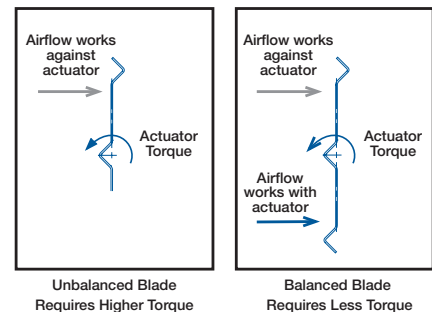 Airflow works
against
actuator
Actuator
Torque
Unbalanced Blade
Requires Higher Torque
Airflow works
against
actuator
Actuator
Torque
Airflow
works with
actuator
Balanced Blade
Requires Less Torque